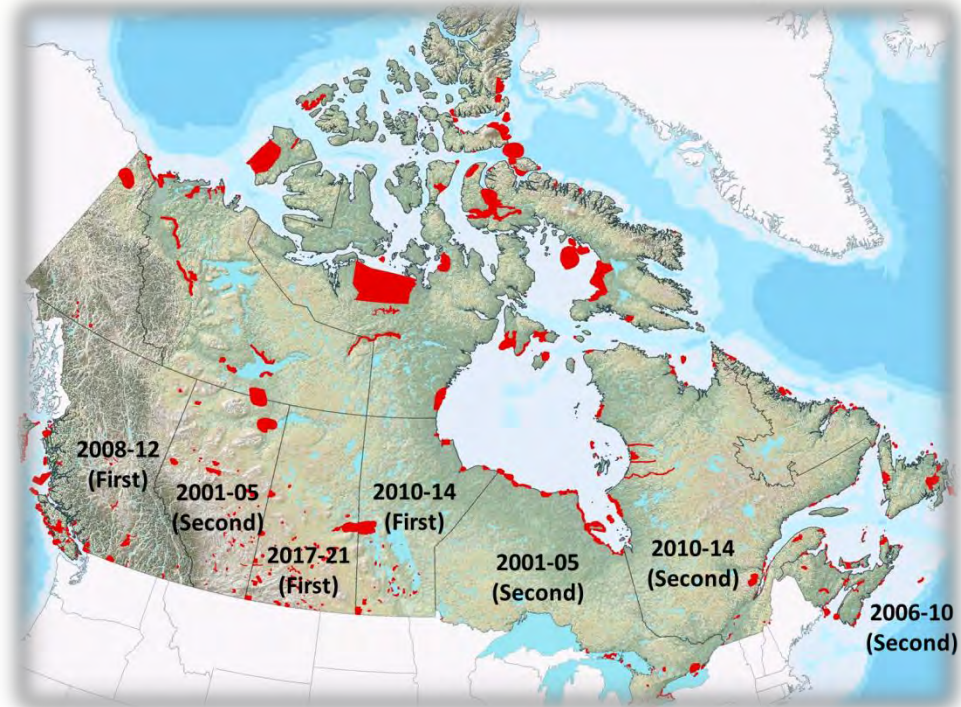 2008-12
(First)
2001-05
(Second)
2017-21
(First)
2010-14
(First)
2001-05
(Second)
2010-14
(Second)
2006-10
(Second)